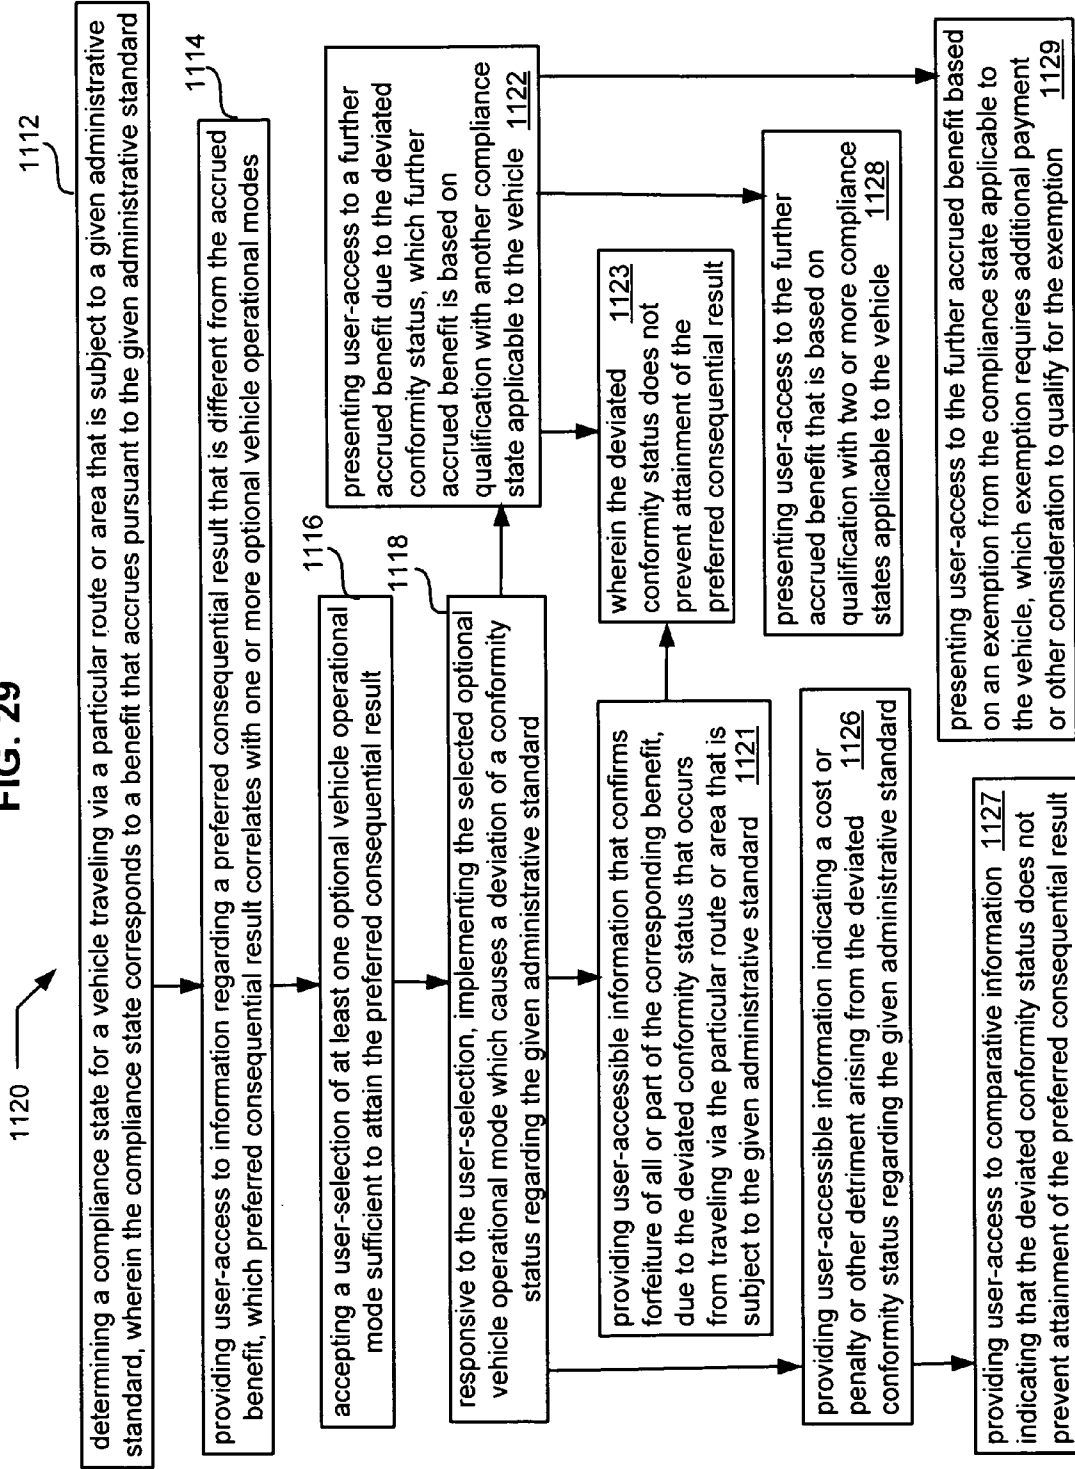 FIG. 29
1120
1112
determining a compliance state for a vehicle traveling via a particular route or area that is subject to a given administrative
standard, wherein the compliance state corresponds to a benefit that accrues pursuant to the given administrative standard
1114
providing user-access to information regarding a preferred consequential result that is different from the accrued
benefit, which preferred consequential result correlates with one or more optional vehicle operational modes
1116
accepting a user-selection of at least one optional vehicle operational
mode sufficient to attain the preferred consequential result
1118
responsive to the user-selection, implementing the selected optional
vehicle operational mode which causes a deviation of a conformity
status regarding the given administrative standard
presenting user-access to a further
accrued benefit due to the deviated
conformity status, which further
accrued benefit is based on
qualification with another compliance
state applicable to the vehicle 1122
providing user-accessible information that confirms
forfeiture of all or part of the corresponding benefit,
due to the deviated conformity status that occurs
from traveling via the particular route or area that is
subject to the given administrative standard 1121
wherein the deviated 1123
conformity status does not
prevent attainment of the
preferred consequential result
providing user-accessible information indicating a cost or
penalty or other detriment arising from the deviated 1126
conformity status regarding the given administrative standard
presenting user-access to the further
accrued benefit that is based on
qualification with two or more compliance
states applicable to the vehicle 1128
providing user-access to comparative information 1127
indicating that the deviated conformity status does not
prevent attainment of the preferred consequential result
presenting user-access to the further accrued benefit based
on an exemption from the compliance state applicable to
the vehicle, which exemption requires additional payment
or other consideration to qualify for the exemption 1129